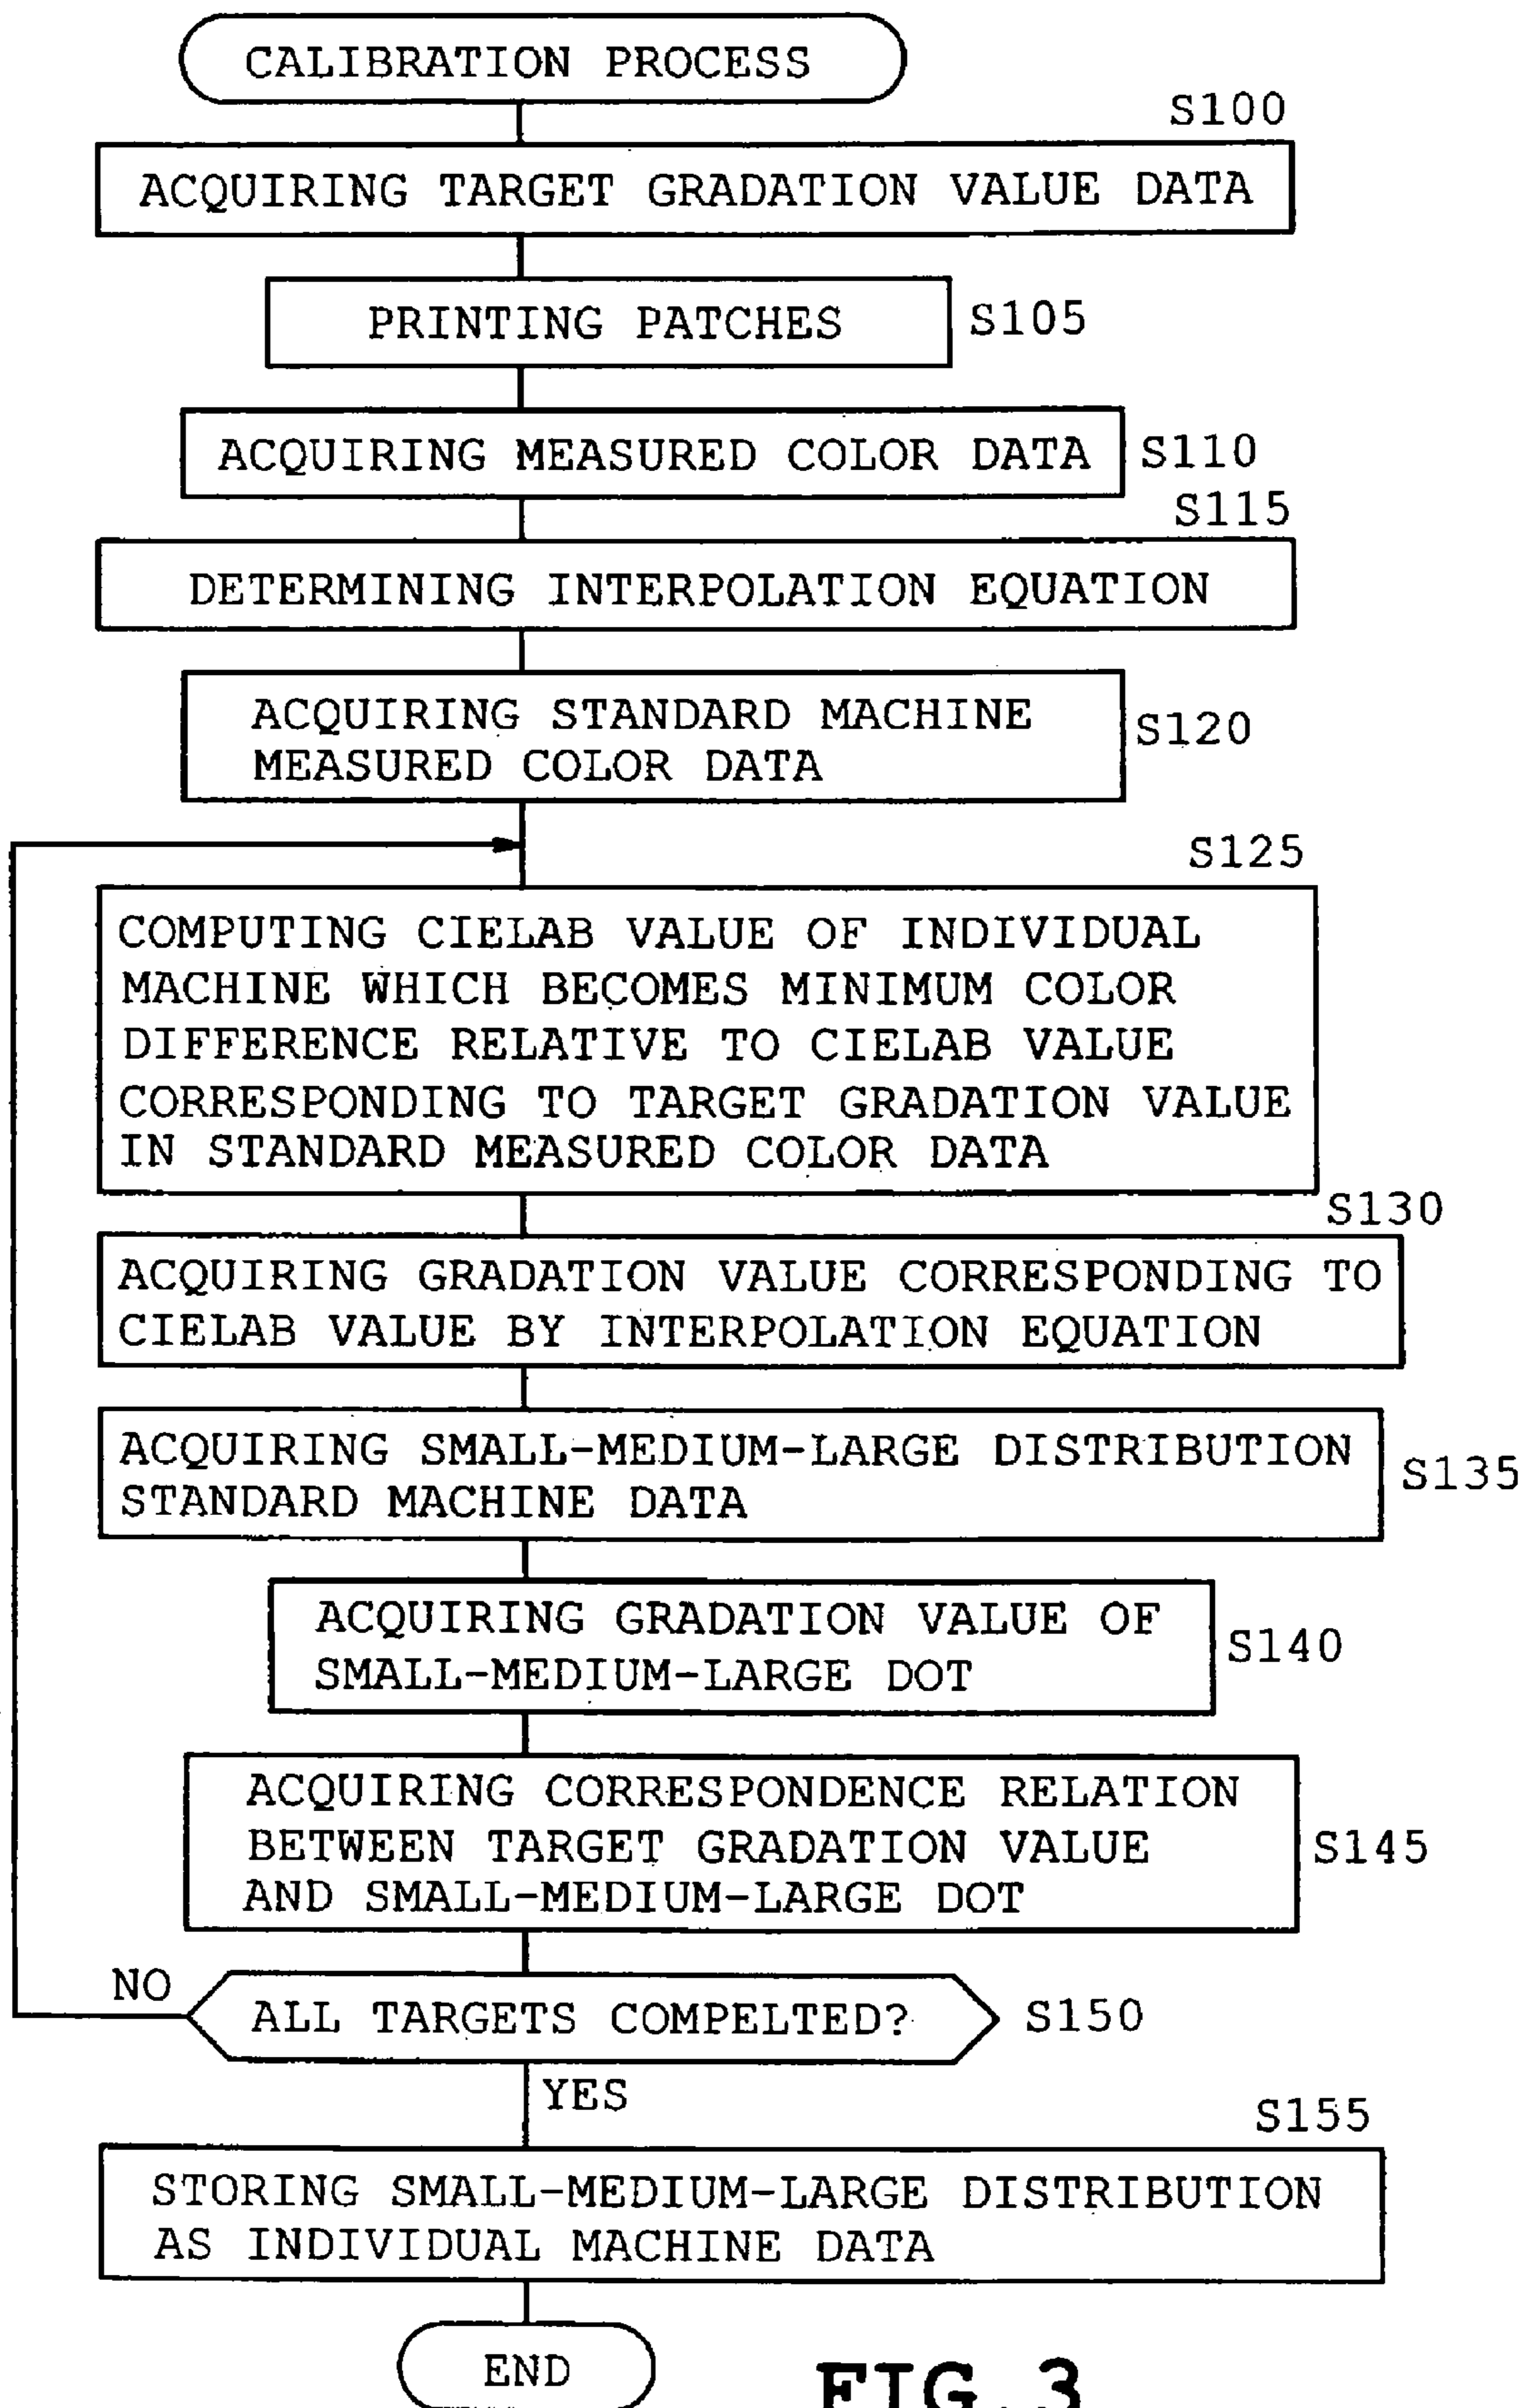 CALIBRATION PROCESS
S100
ACQUIRING TARGET GRADATION VALUE DATA
PRINTING PATCHES
S105
ACQUIRING MEASURED COLOR DATA
S110
S115
DETERMINING INTERPOLATION EQUATION
ACQUIRING STANDARD MACHINE
MEASURED COLOR DATA
S120
S125
COMPUTING CIELAB VALUE OF INDIVIDUAL
MACHINE WHICH BECOMES MINIMUM COLOR
DIFFERENCE RELATIVE TO CIELAB VALUE
CORRESPONDING TO TARGET GRADATION VALUE
IN STANDARD MEASURED COLOR DATA
S130
ACQUIRING GRADATION VALUE CORRESPONDING TO
CIELAB VALUE BY INTERPOLATION EQUATION
ACQUIRING SMALL-MEDIUM-LARGE DISTRIBUTION
STANDARD MACHINE DATA
S135
ACQUIRING GRADATION VALUE OF
SMALL-MEDIUM-LARGE DOT
S140
ACQUIRING CORRESPONDENCE RELATION
BETWEEN TARGET GRADATION VALUE
AND SMALL-MEDIUM-LARGE DOT
S145
NO
ALL TARGETS COMPELTED?
S150
YES
S155
STORING SMALL-MEDIUM-LARGE DISTRIBUTION
AS INDIVIDUAL MACHINE DATA
END
FIG.3